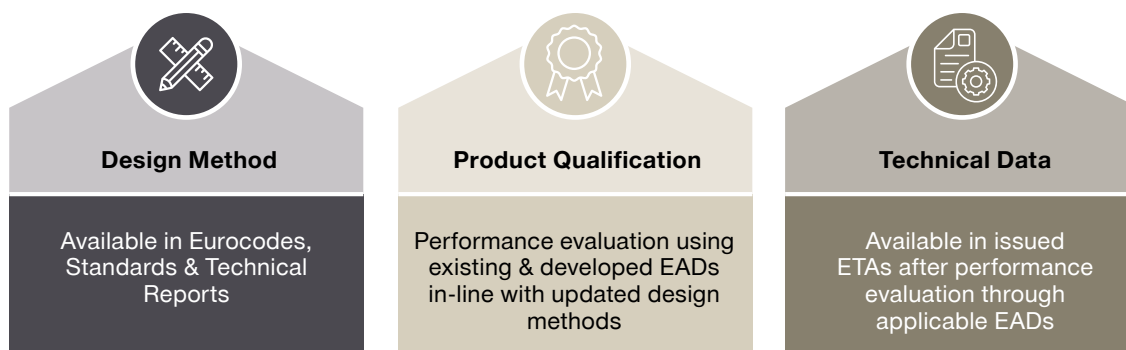 Design Method
Available in Eurocodes,
Standards & Technical
Reports
Product Qualification
Performance evaluation using
existing & developed EADs
in-line with updated design
methods
Technical Data
Available in issued
ETAs after performance
evaluation through
applicable EADs